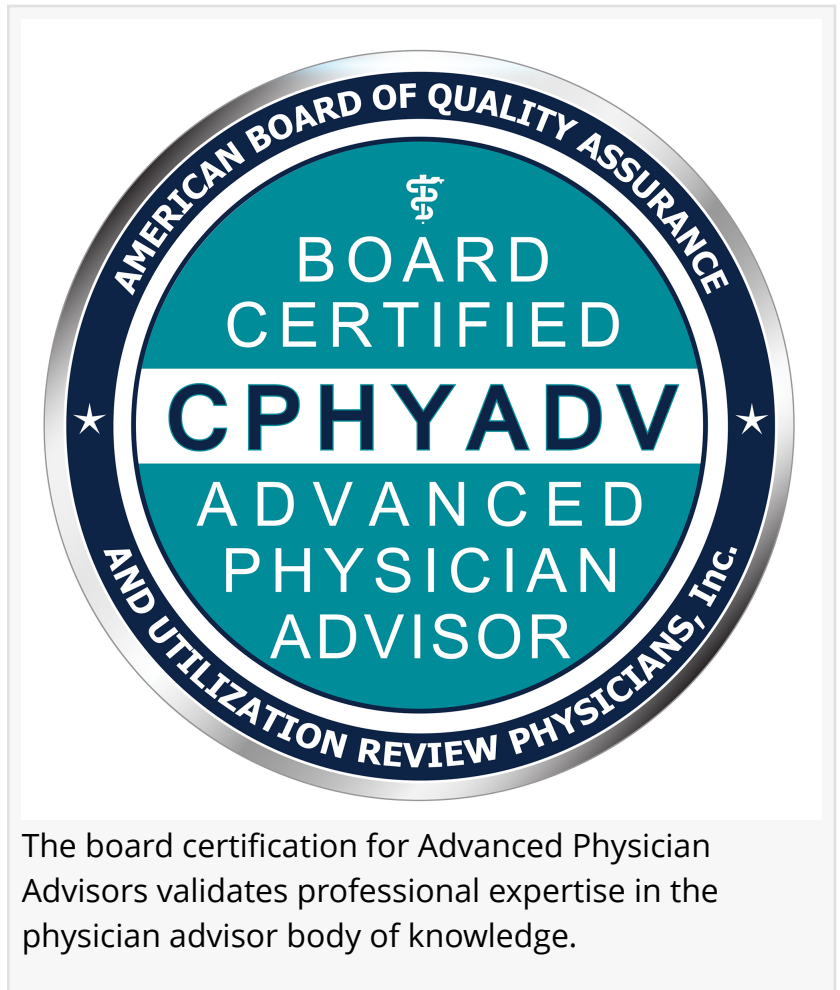 AMERICAN BOARD OF QUALITY ASSURANCE
BOARD
CERTIFIED
CPHYADV
ADVANCED
PHYSICIAN
ADVISOR
AND UTILIZATION REVIEW PHYSICIANS, Inc.
The board certification for Advanced Physician
Advisors validates professional expertise in the
physician advisor body of knowledge.